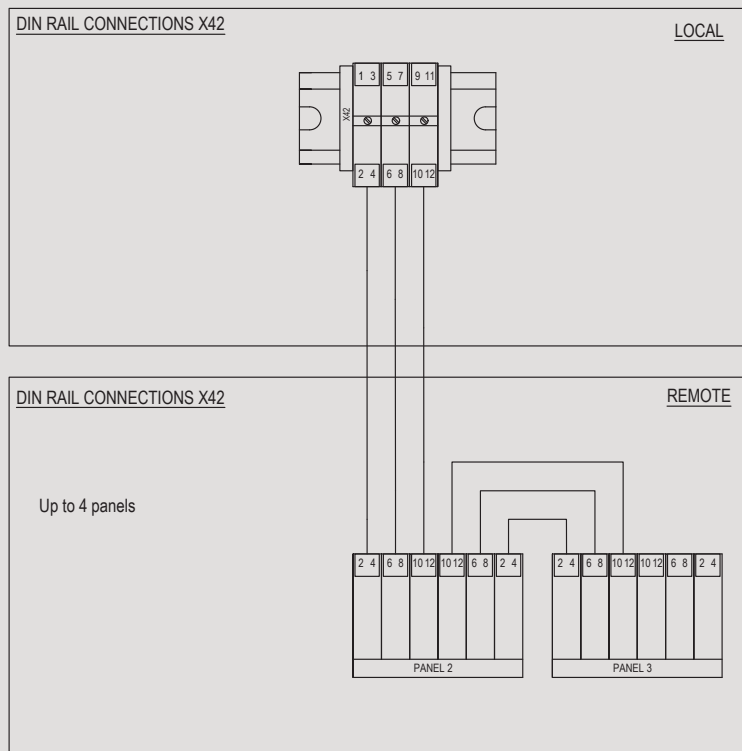 DIN RAIL CONNECTIONS X42
LOCAL
1 3 5 7 9 11
X42
2 4 6 8 10 12
DIN RAIL CONNECTIONS X42
REMOTE
Up to 4 panels
2 4 6 8 10 12 10 12 6 8 2 4
2 4 6 8 10 12 10 12 6 8 2 4
PANEL 2
PANEL 3